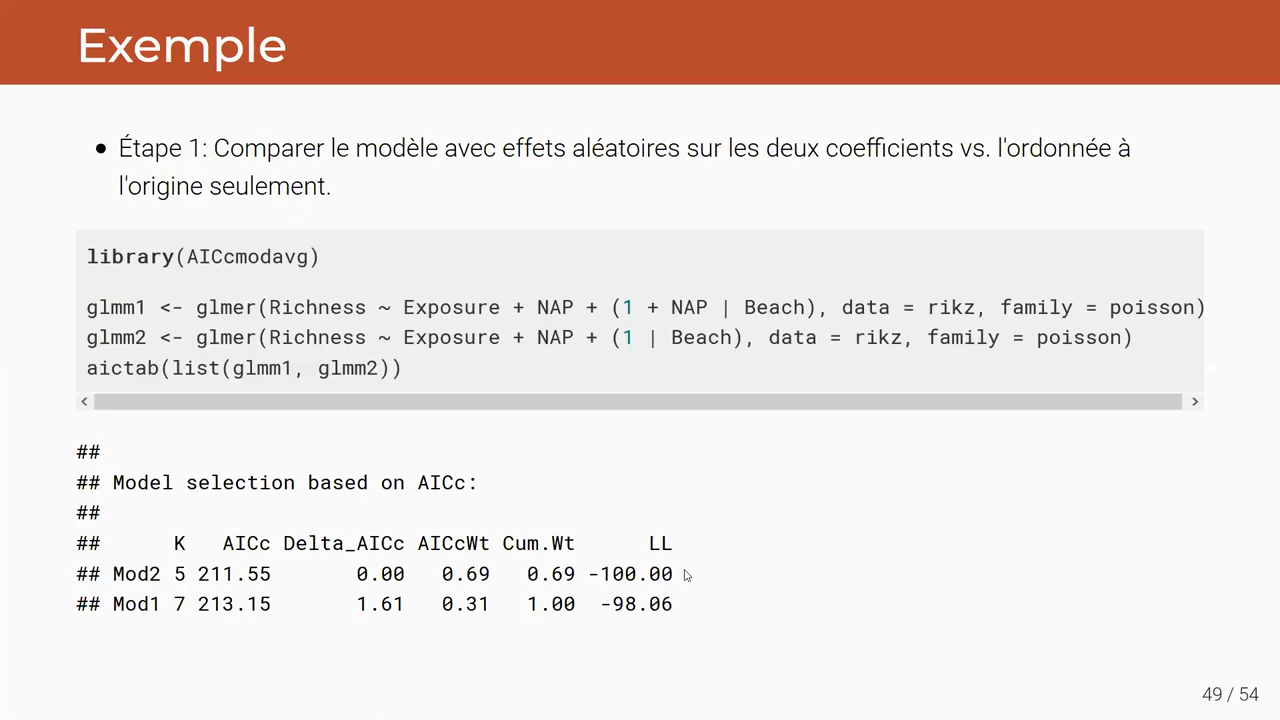 Exemple
• Étape 1: Comparer le modèle avec effets aléatoires sur les deux coefficients vs. l'ordonnée à
l'origine seulement.
library(AICcmodavg)
glmm1 <- glmer(Richness ~ Exposure + NAP + (1 + NAP | Beach), data = rikz, family = poisson)
glmm2 <- glmer(Richness ~ Exposure + NAP + (1 | Beach), data = rikz, family = poisson)
aictab(list(glmm1, glmm2))
##
## Model selection based on AICc:
##
##      K   AICc Delta_AICc AICcWt Cum.Wt      LL
## Mod2 5 211.55       0.00   0.69   0.69 -100.00
## Mod1 7 213.15       1.61   0.31   1.00  -98.06
49 / 54